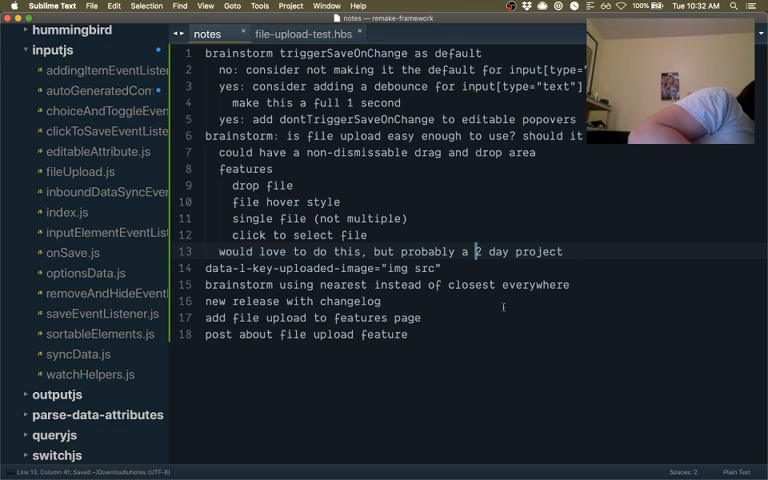 Sublime Text File Edit Selection Find View Goto Tools Project Window Help 100% Tue 10:32 AM
notes — remake-framework
hummingbird
inputjs
addingItemEventListe
autoGeneratedCom
choiceAndToggleEven
clickToSaveEventListe
editableAttribute.js
fileUpload.js
inboundDataSyncEver
index.js
inputElementEventList
onSave.js
optionsData.js
removeAndHideEventl
saveEventListener.js
sortableElements.js
syncData.js
watchHelpers.js
outputjs
parse-data-attributes
queryjs
switchjs
notes × file-upload-test.hbs ×
1 brainstorm triggerSaveOnChange as default
2 no: consider not making it the default for input[type="
3 yes: consider adding a debounce for input[type="text"]
4 make this a full 1 second
5 yes: add dontTriggerSaveOnChange to editable popovers
6 brainstorm: is file upload easy enough to use? should it
7 could have a non-dismissable drag and drop area
8 features
9 drop file
10 file hover style
11 single file (not multiple)
12 click to select file
13 would love to do this, but probably a 2 day project
14 data-l-key-uploaded-image="img src"
15 brainstorm using nearest instead of closest everywhere
16 new release with changelog
17 add file upload to features page
18 post about file upload feature
Line 13, Column 41; Saved ~/Downloads/notes (UTF-8) Spaces: 2 Plain Text